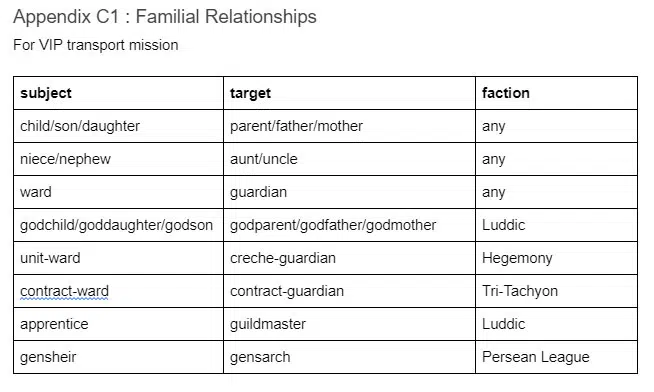 Appendix C1 : Familial Relationships
For VIP transport mission
subject target faction
child/son/daughter parent/father/mother any
niece/nephew aunt/uncle any
ward guardian any
godchild/goddaughter/godson godparent/godfather/godmother Luddic
unit-ward creche-guardian Hegemony
contract-ward contract-guardian Tri-Tachyon
apprentice guildmaster Luddic
gensheir gensarch Persean League